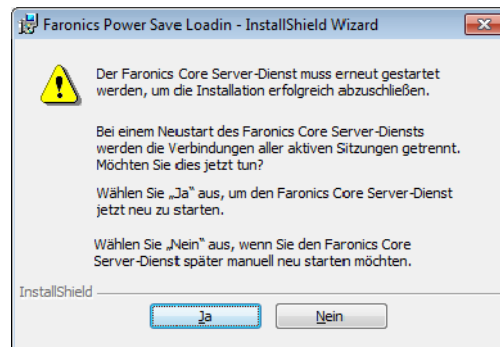 Faronics Power Save Loadin - InstallShield Wizard
Der Faronics Core Server-Dienst muss erneut gestartet
werden, um die Installation erfolgreich abzuschließen.
Bei einem Neustart des Faronics Core Server-Diensts
werden die Verbindungen aller aktiven Sitzungen getrennt.
Möchten Sie dies jetzt tun?
Wählen Sie „Ja“ aus, um den Faronics Core Server-Dienst
jetzt neu zu starten.
Wählen Sie „Nein“ aus, wenn Sie den Faronics Core
Server-Dienst später manuell neu starten möchten.
InstallShield
Ja
Nein